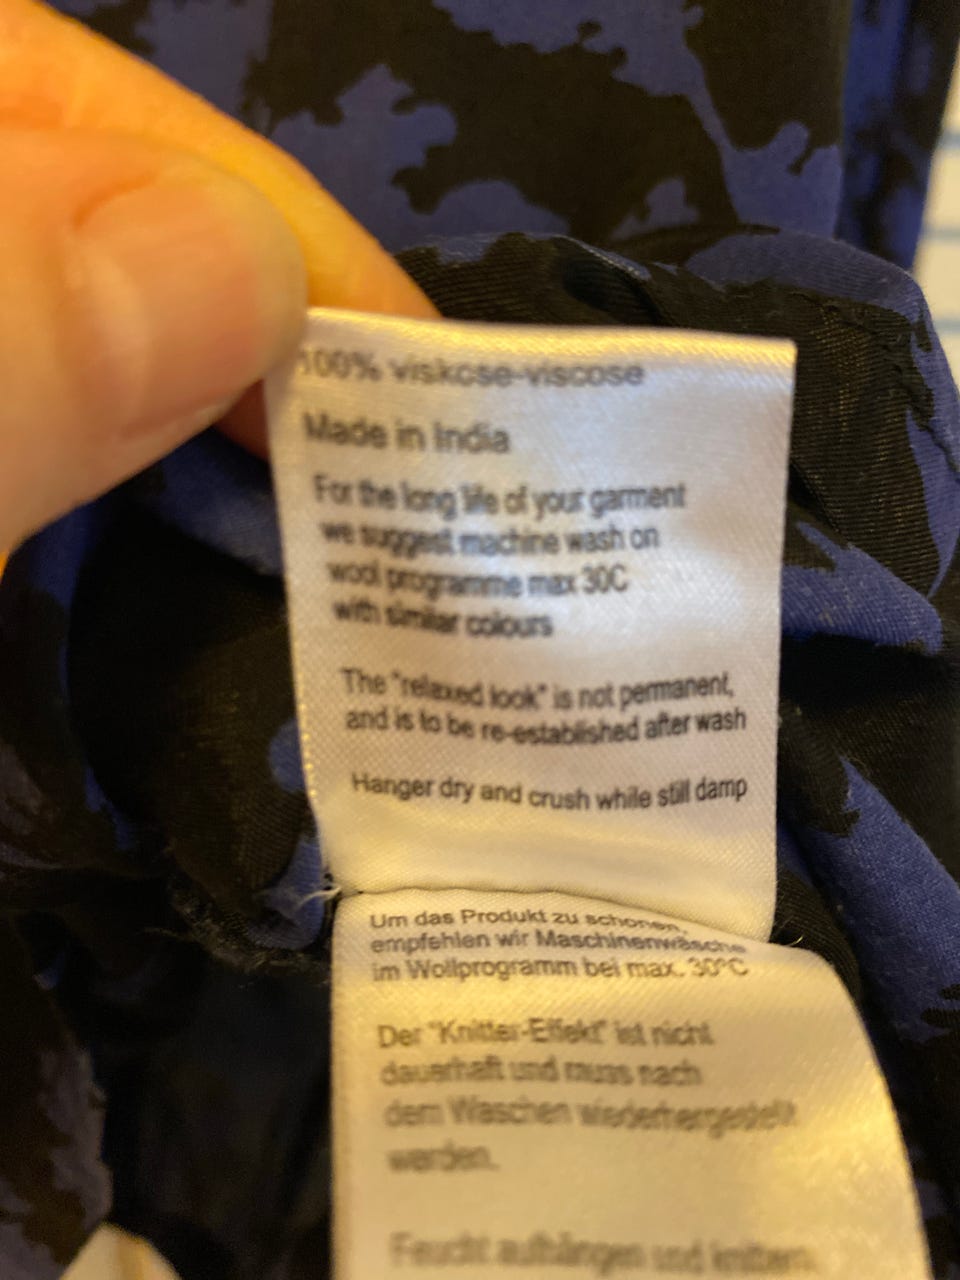 100% viskose-viscose
Made in India
For the long life of your garment
we suggest machine wash on
wool programme max 30C
with similar colours
The "relaxed look" is not permanent,
and is to be re-established after wash
Hanger dry and crush while still damp
Um das Produkt zu schonen,
empfehlen wir Maschinenwäsche
im Wollprogramm bei max. 30°C
Der "Knitter-Effekt" ist nicht
dauerhaft und muss nach
dem Waschen wiederhergestellt
werden.
Feucht aufhängen und knittern.